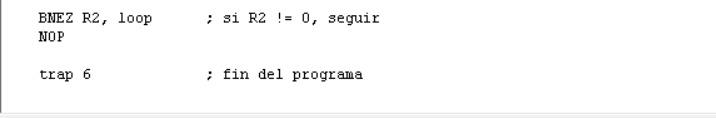 BNEZ R2, loop ; si R2 != 0, seguir
NOP
trap 6 ; fin del programa